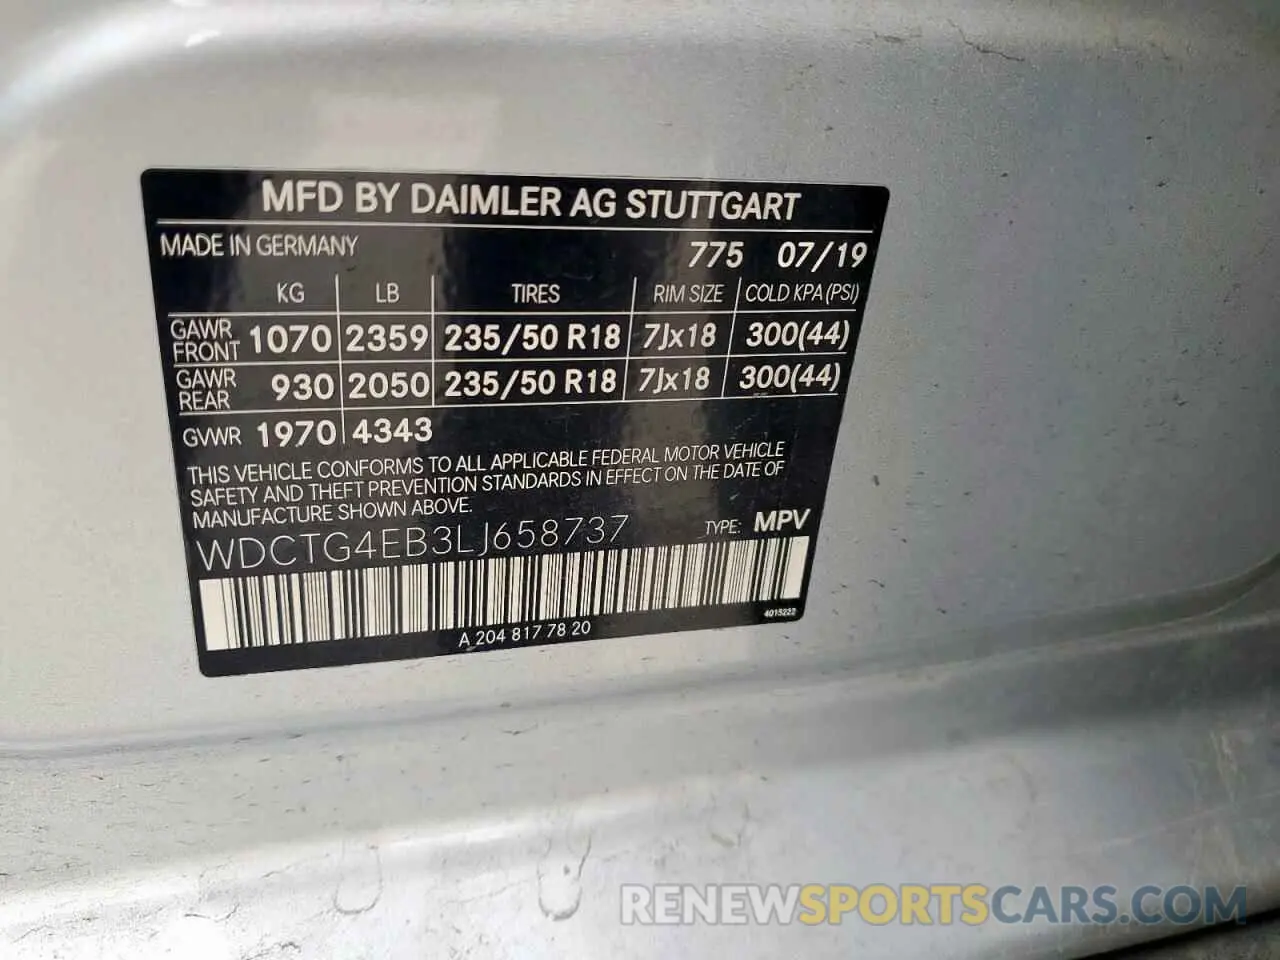 MFD BY DAIMLER AG STUTTGART
MADE IN GERMANY 775 07/19
KG LB TIRES RIM SIZE COLD KPA (PSI)
GAWR FRONT 1070 2359 235/50 R18 7Jx18 300(44)
GAWR REAR 930 2050 235/50 R18 7Jx18 300(44)
GVWR 1970 4343
THIS VEHICLE CONFORMS TO ALL APPLICABLE FEDERAL MOTOR VEHICLE
SAFETY AND THEFT PREVENTION STANDARDS IN EFFECT ON THE DATE OF
MANUFACTURE SHOWN ABOVE.
WDCTG4EB3LJ658737 TYPE: MPV
4015222
A 204 817 78 20
RENEWSPORTSCARS.COM